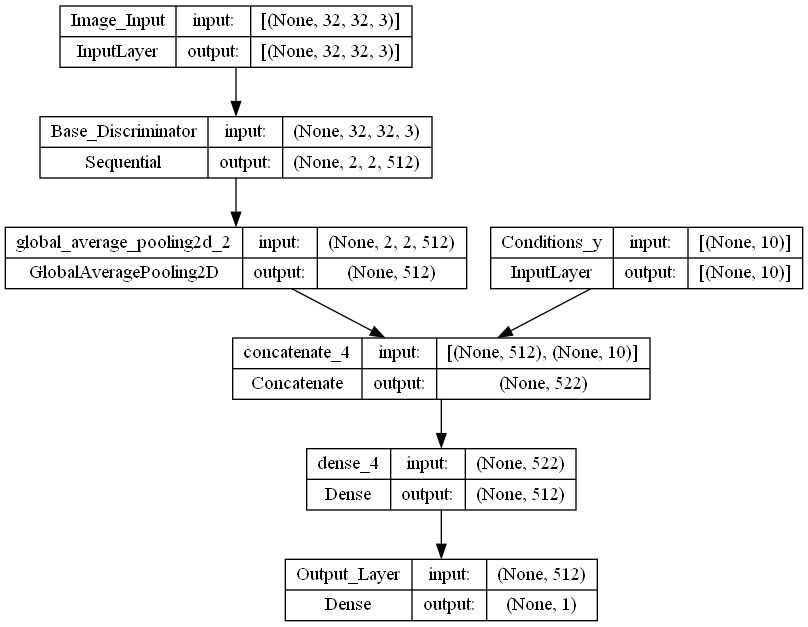 Image_Input input: [(None, 32, 32, 3)]
InputLayer output: [(None, 32, 32, 3)]
Base_Discriminator input: (None, 32, 32, 3)
Sequential output: (None, 2, 2, 512)
global_average_pooling2d_2 input: (None, 2, 2, 512)
GlobalAveragePooling2D output: (None, 512)
Conditions_y input: [(None, 10)]
InputLayer output: [(None, 10)]
concatenate_4 input: [(None, 512), (None, 10)]
Concatenate output: (None, 522)
dense_4 input: (None, 522)
Dense output: (None, 512)
Output_Layer input: (None, 512)
Dense output: (None, 1)